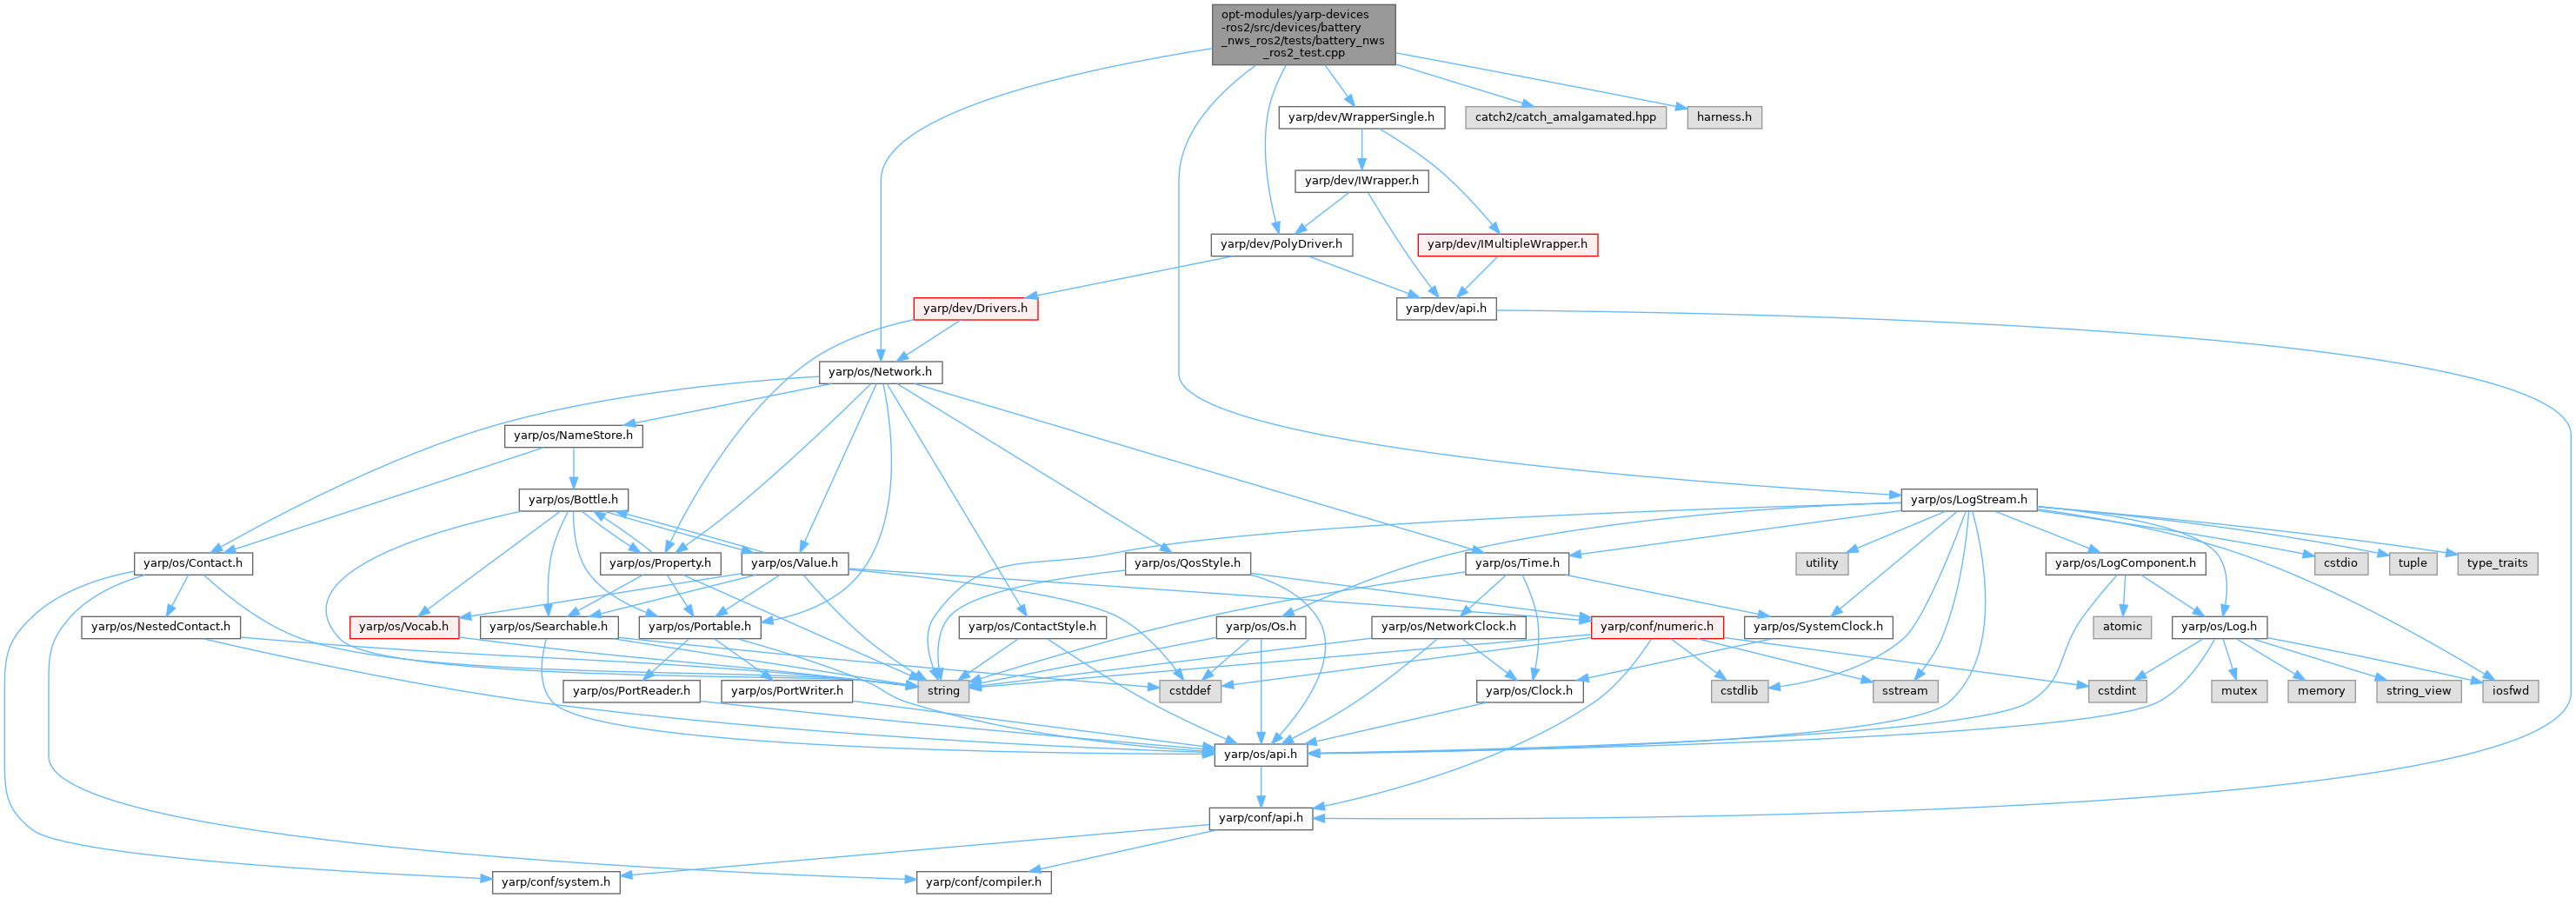 opt-modules/yarp-devices
-ros2/src/devices/battery
_nws_ros2/tests/battery_nws
_ros2_test.cpp
yarp/dev/WrapperSingle.h
catch2/catch_amalgamated.hpp
harness.h
yarp/dev/IWrapper.h
yarp/dev/PolyDriver.h
yarp/dev/IMultipleWrapper.h
yarp/dev/Drivers.h
yarp/dev/api.h
yarp/os/Network.h
yarp/os/NameStore.h
yarp/os/Bottle.h
yarp/os/LogStream.h
yarp/os/Contact.h
yarp/os/Property.h
yarp/os/Value.h
yarp/os/QosStyle.h
yarp/os/Time.h
utility
yarp/os/LogComponent.h
cstdio
tuple
type_traits
yarp/os/NestedContact.h
yarp/os/Vocab.h
yarp/os/Searchable.h
yarp/os/Portable.h
yarp/os/ContactStyle.h
yarp/os/Os.h
yarp/os/NetworkClock.h
yarp/conf/numeric.h
yarp/os/SystemClock.h
atomic
yarp/os/Log.h
yarp/os/PortReader.h
yarp/os/PortWriter.h
string
cstddef
yarp/os/Clock.h
cstdlib
sstream
cstdint
mutex
memory
string_view
iosfwd
yarp/os/api.h
yarp/conf/api.h
yarp/conf/system.h
yarp/conf/compiler.h